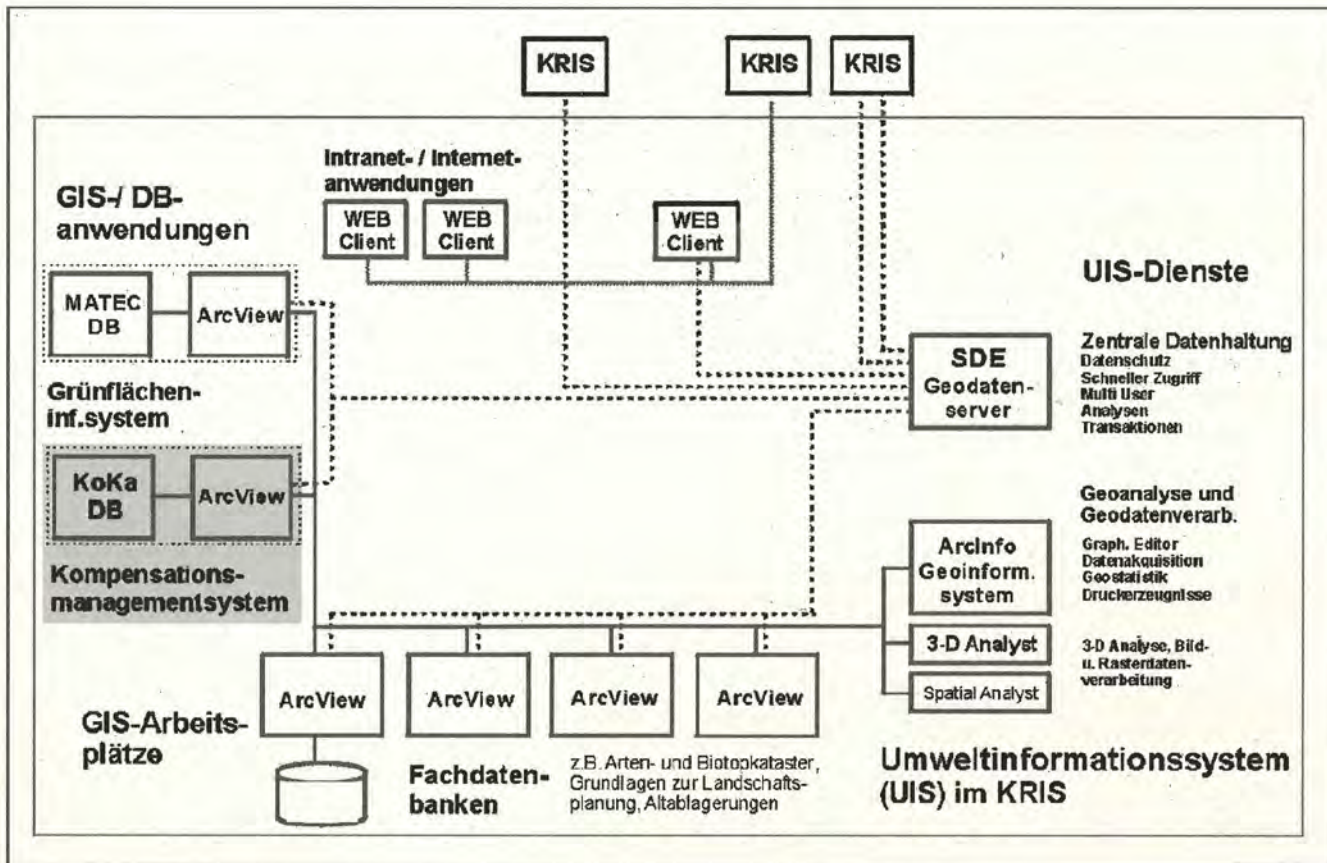 KRIS
KRIS
KRIS
Intranet- / Internet-
anwendungen
WEB
Client
WEB
Client
WEB
Client
GIS-/ DB-
anwendungen
MATEC
DB
ArcView
Grünflächen-
inf.system
KoKa
DB
ArcView
Kompensations-
managementsystem
UIS-Dienste
SDE
Geodaten-
server
Zentrale Datenhaltung
Datenschutz
Schneller Zugriff
Multi User
Analysen
Transaktionen
Geoanalyse und
Geodatenverarb.
ArcInfo
Geoinform.
system
Graph. Editor
Datenakquisition
Geostatistik
Druckerzeugnisse
3-D Analyst
3-D Analyse, Bild-
u. Rasterdaten-
verarbeitung
Spatial Analyst
ArcView
ArcView
ArcView
ArcView
GIS-Arbeits-
plätze
Fachdaten-
banken
z.B. Arten- und Biotopkataster,
Grundlagen zur Landschafts-
planung, Altablagerungen
Umweltinformationssystem
(UIS) im KRIS